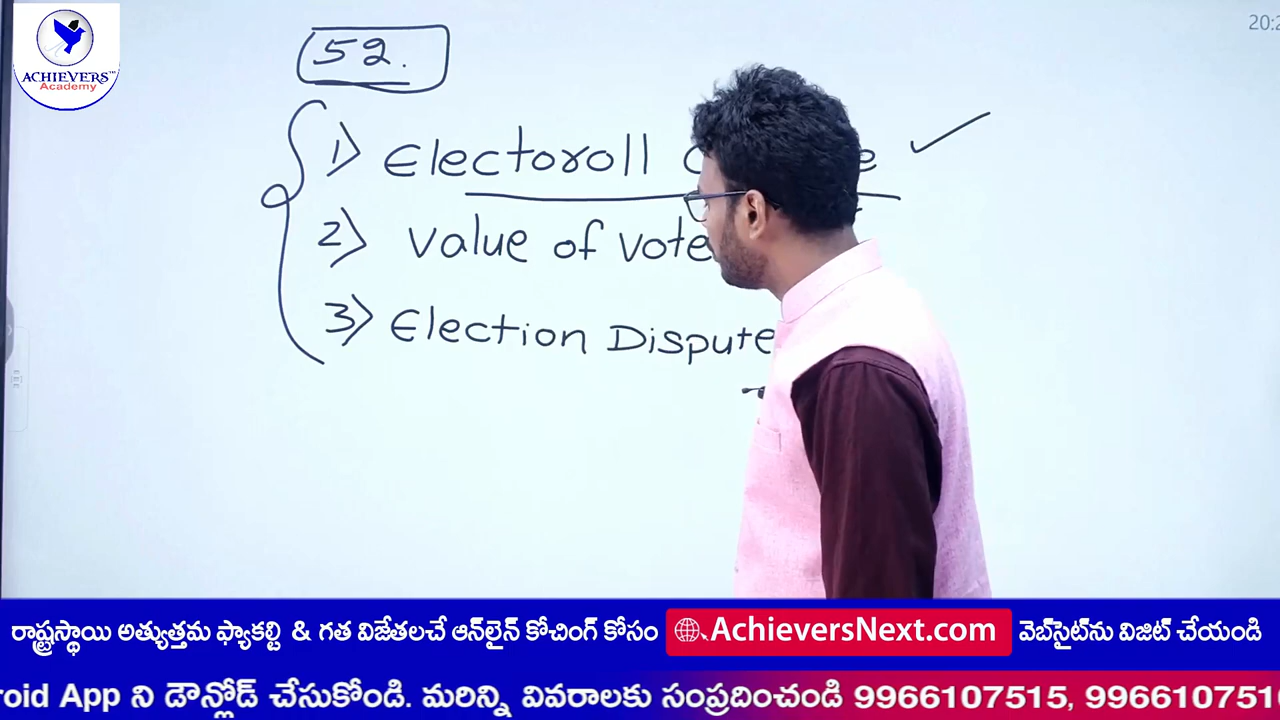 ACHIEVERS
Academy
20:2
52.
1) Electoroll
2) value of vote
3) Election Dispute
రాష్ట్రస్థాయి అత్యుత్తమ ఫ్యాకల్టి & గత విజేతలచే ఆన్‌లైన్ కోచింగ్ కోసం AchieversNext.com వెబ్‌సైట్‌ను విజిట్ చేయండి
roid App ని డౌన్లోడ్ చేసుకోండి. మరిన్ని వివరాలకు సంప్రదించండి 9966107515, 996610751